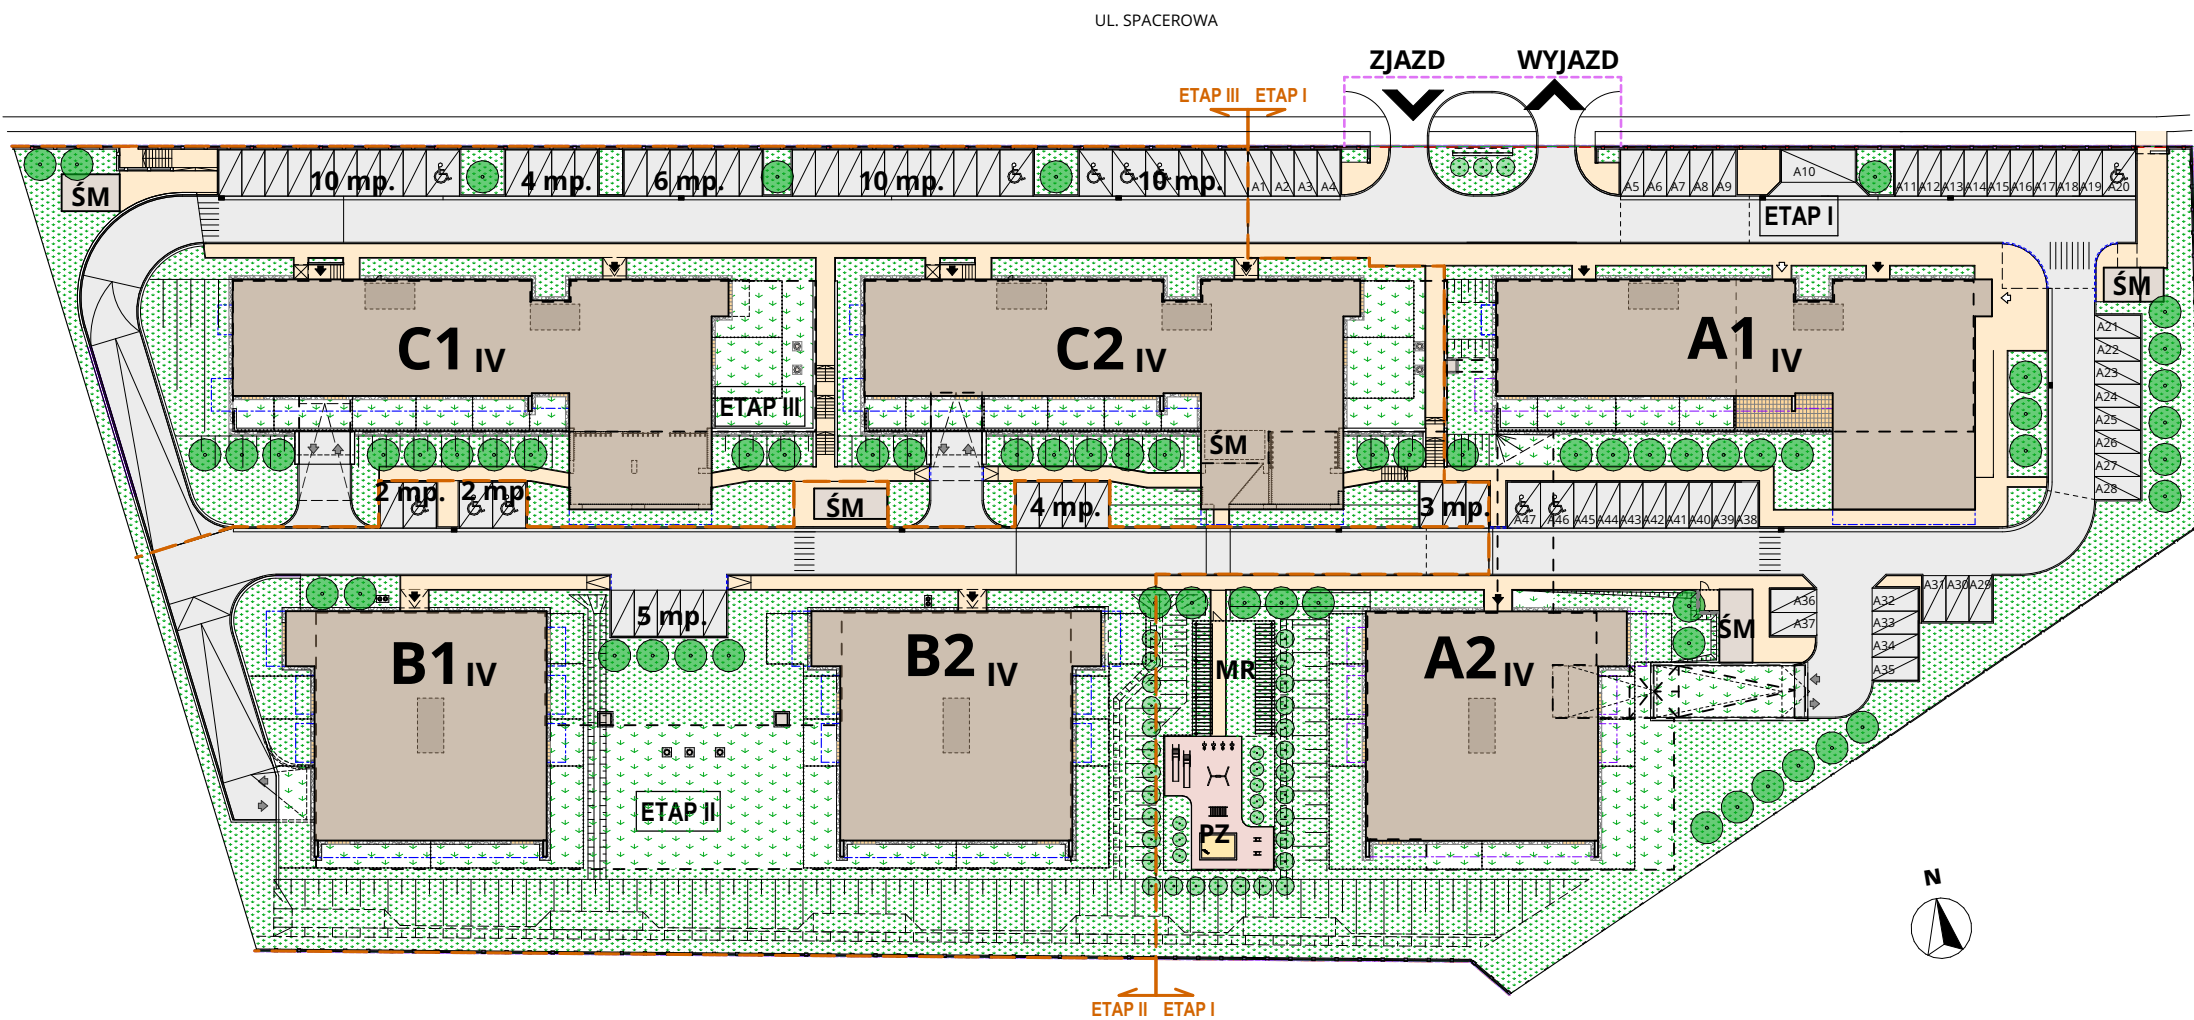 UL. SPACEROWA
ZJAZD WYJAZD
ETAP III ETAP I
10 mp. 4 mp. 6 mp. 10 mp. 10 mp. A1 A2 A3 A4 A5 A6 A7 A8 A9 A10 A11 A12 A13 A14 A15 A16 A17 A18 A19 A20
ŚM
ETAP I
ŚM
C1 IV
C2 IV
A1 IV
A21
A22
A23
A24
A25
A26
A27
A28
ETAP III
ŚM
2 mp. 2 mp. ŚM 4 mp. 3 mp. A47 A46 A45 A44 A43 A42 A41 A40 A39 A38
A31 A30 A29
A36 A32
A37 A33
A34
A35
5 mp.
ŚM
B1 IV
B2 IV
MR
A2 IV
ETAP II
PZ
N
ETAP II ETAP I